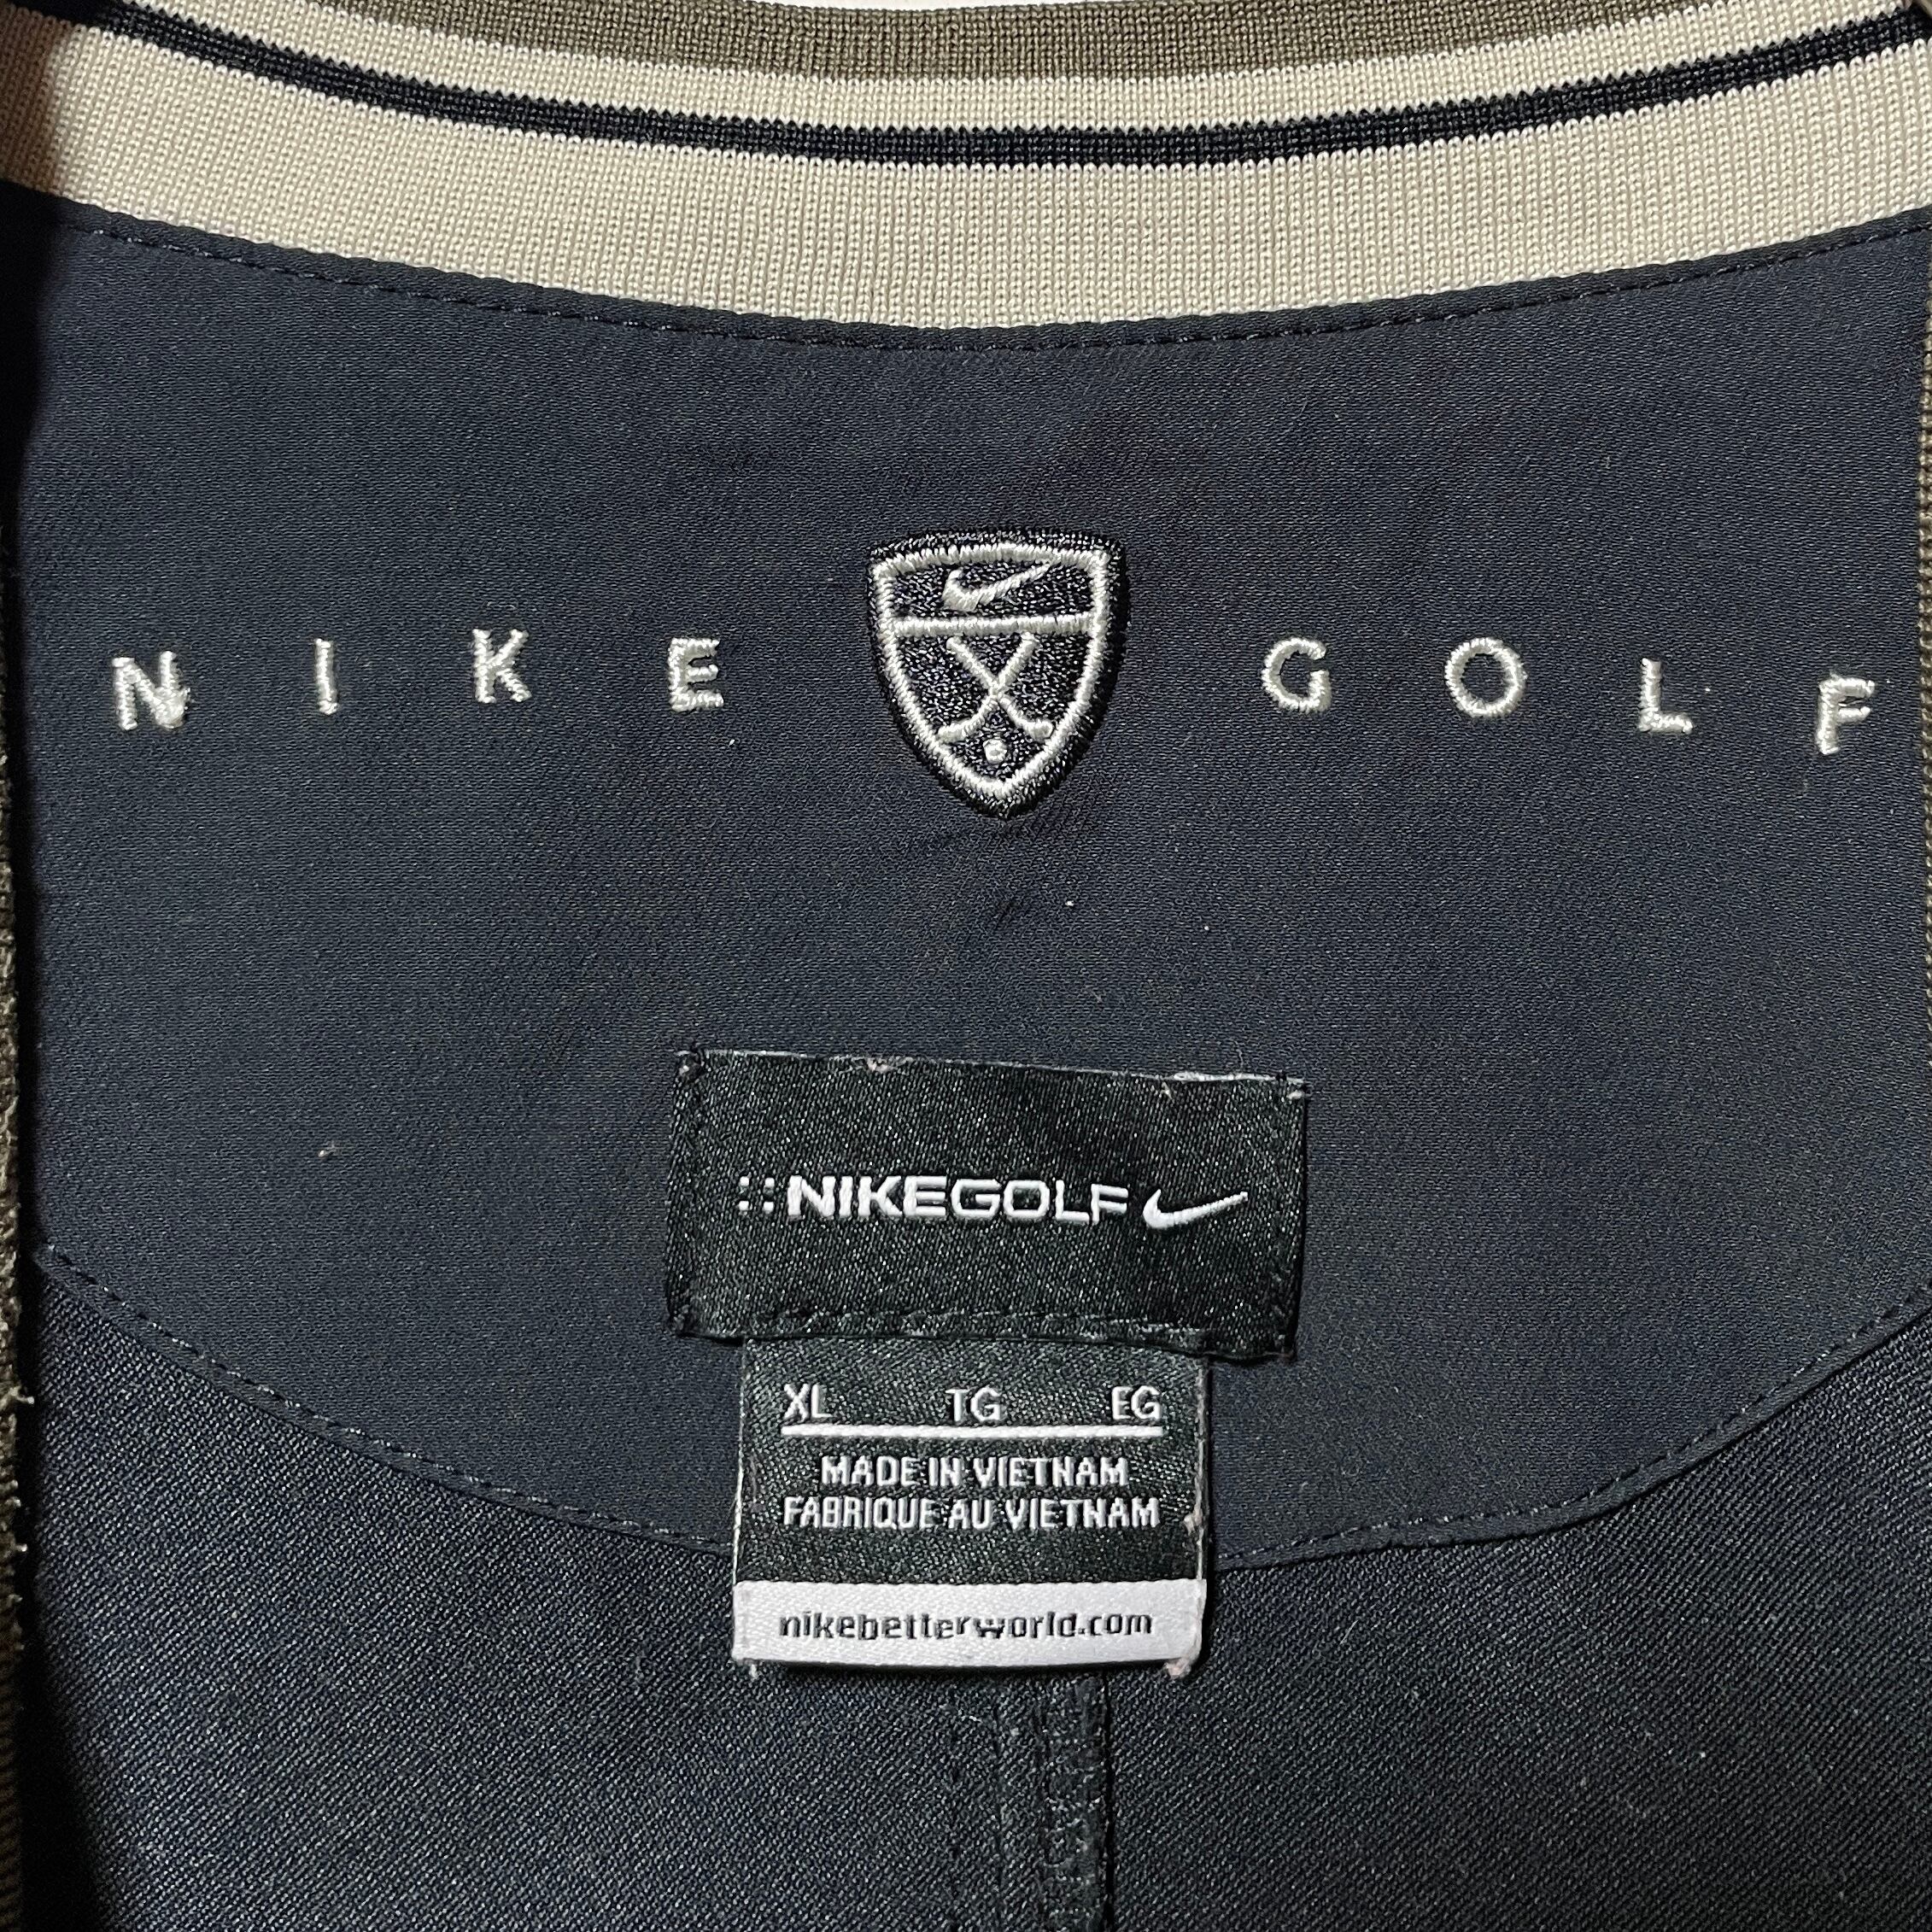 NIKE GOLF
NIKEGOLF
XL TG EG
MADE IN VIETNAM
FABRIQUE AU VIETNAM
nikebetterworld.com